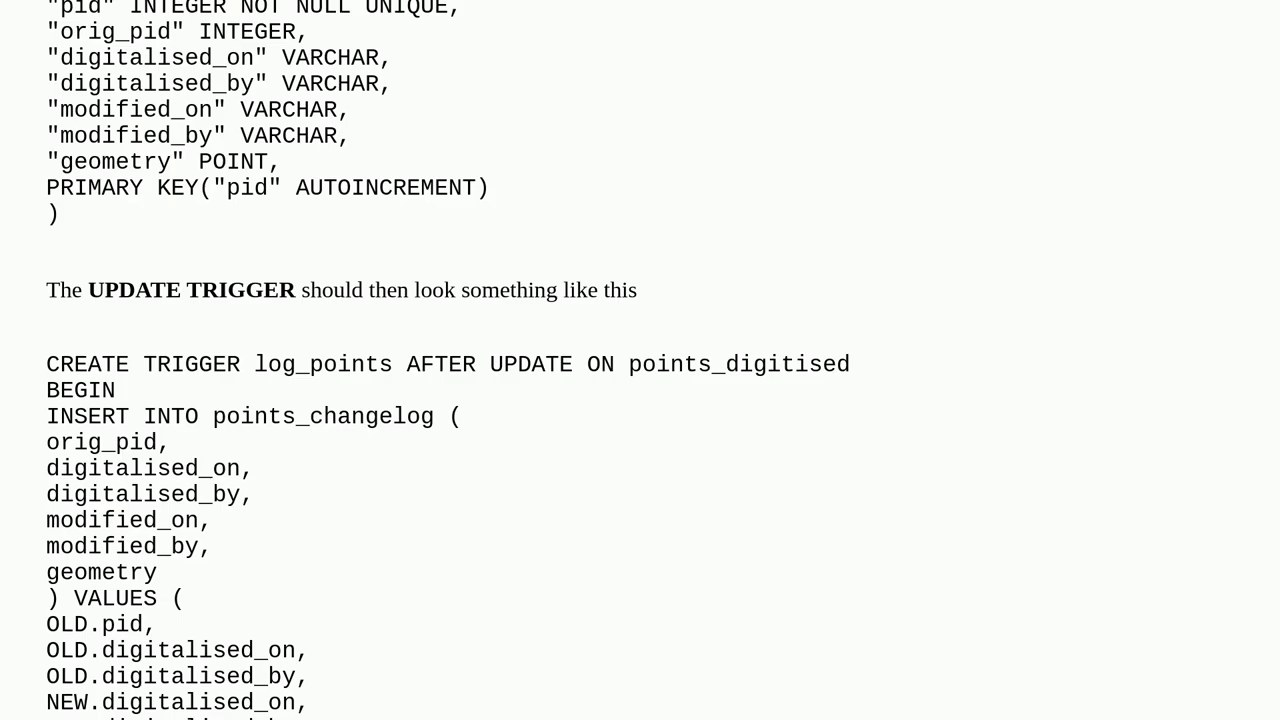 "pid" INTEGER NOT NULL UNIQUE,
"orig_pid" INTEGER,
"digitalised_on" VARCHAR,
"digitalised_by" VARCHAR,
"modified_on" VARCHAR,
"modified_by" VARCHAR,
"geometry" POINT,
PRIMARY KEY("pid" AUTOINCREMENT)
)
The UPDATE TRIGGER should then look something like this
CREATE TRIGGER log_points AFTER UPDATE ON points_digitised
BEGIN
INSERT INTO points_changelog (
orig_pid,
digitalised_on,
digitalised_by,
modified_on,
modified_by,
geometry
) VALUES (
OLD.pid,
OLD.digitalised_on,
OLD.digitalised_by,
NEW.digitalised_on,